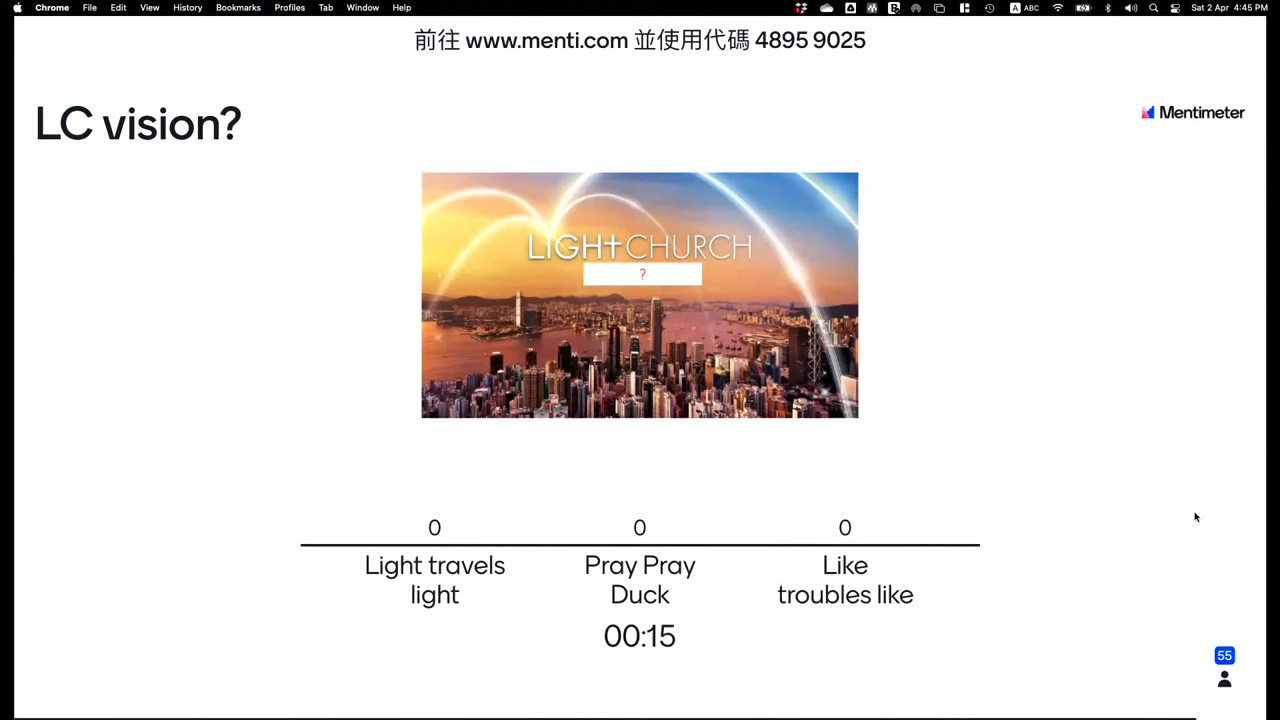 Chrome File Edit View History Bookmarks Profiles Tab Window Help A ABC Sat 2 Apr 4:45 PM
前往 www.menti.com 並使用代碼 4895 9025
LC vision?
Mentimeter
LIGHTCHURCH
?
0 0 0
Light travels Pray Pray Like
light Duck troubles like
00:15
55